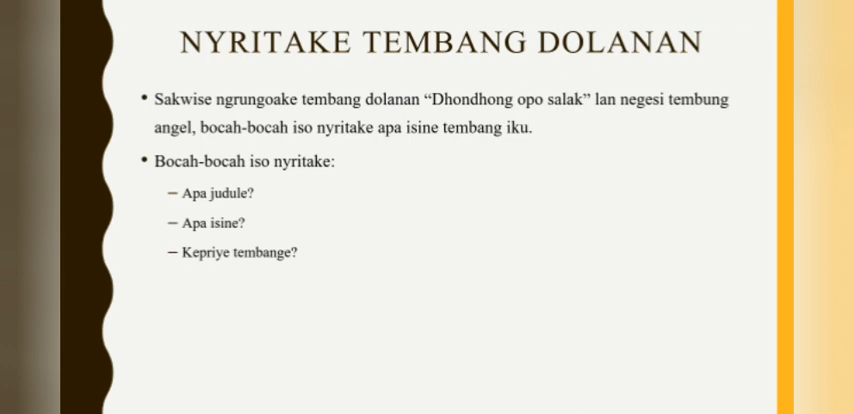 NYRITAKE TEMBANG DOLANAN
• Sakwise ngrungoake tembang dolanan “Dhondhong opo salak” lan negesi tembung
angel, bocah-bocah iso nyritake apa isine tembang iku.
• Bocah-bocah iso nyritake:
– Apa judule?
– Apa isine?
– Kepriye tembange?